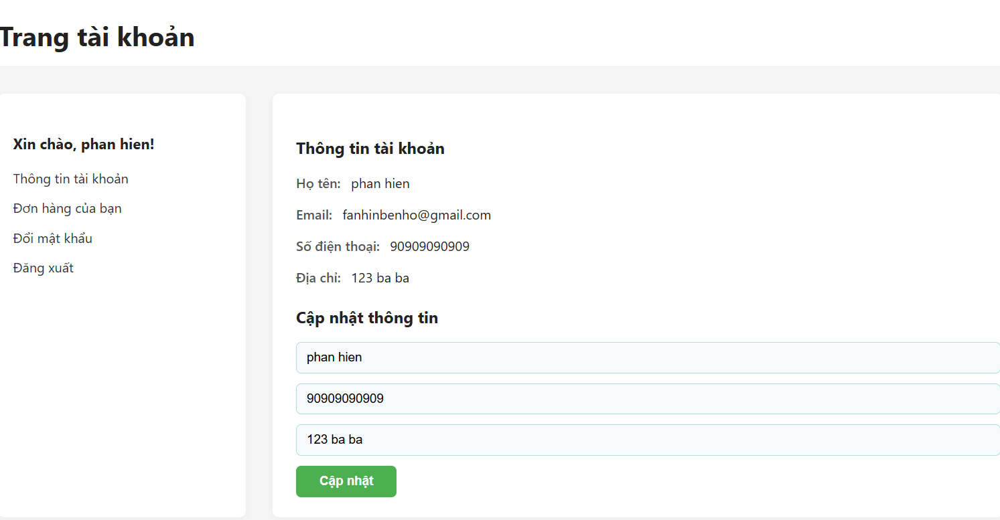 Trang tài khoản
Xin chào, phan hien!
Thông tin tài khoản
Đơn hàng của bạn
Đổi mật khẩu
Đăng xuất
Thông tin tài khoản
Họ tên: phan hien
Email: fanhinbenho@gmail.com
Số điện thoại: 90909090909
Địa chỉ: 123 ba ba
Cập nhật thông tin
phan hien
90909090909
123 ba ba
Cập nhật